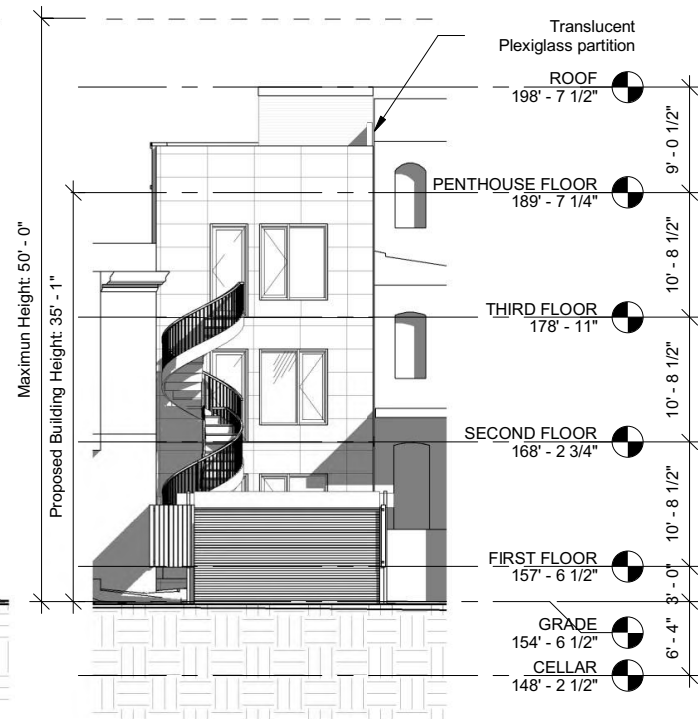 Translucent
Plexiglass partition
ROOF
198' - 7 1/2"
9' - 0 1/2"
PENTHOUSE FLOOR
189' - 7 1/4"
10' - 8 1/2"
Maximun Height: 50' - 0"
Proposed Building Height: 35' - 1"
THIRD FLOOR
178' - 11"
10' - 8 1/2"
SECOND FLOOR
168' - 2 3/4"
10' - 8 1/2"
FIRST FLOOR
157' - 6 1/2"
3' - 0"
GRADE
154' - 6 1/2"
6' - 4"
CELLAR
148' - 2 1/2"